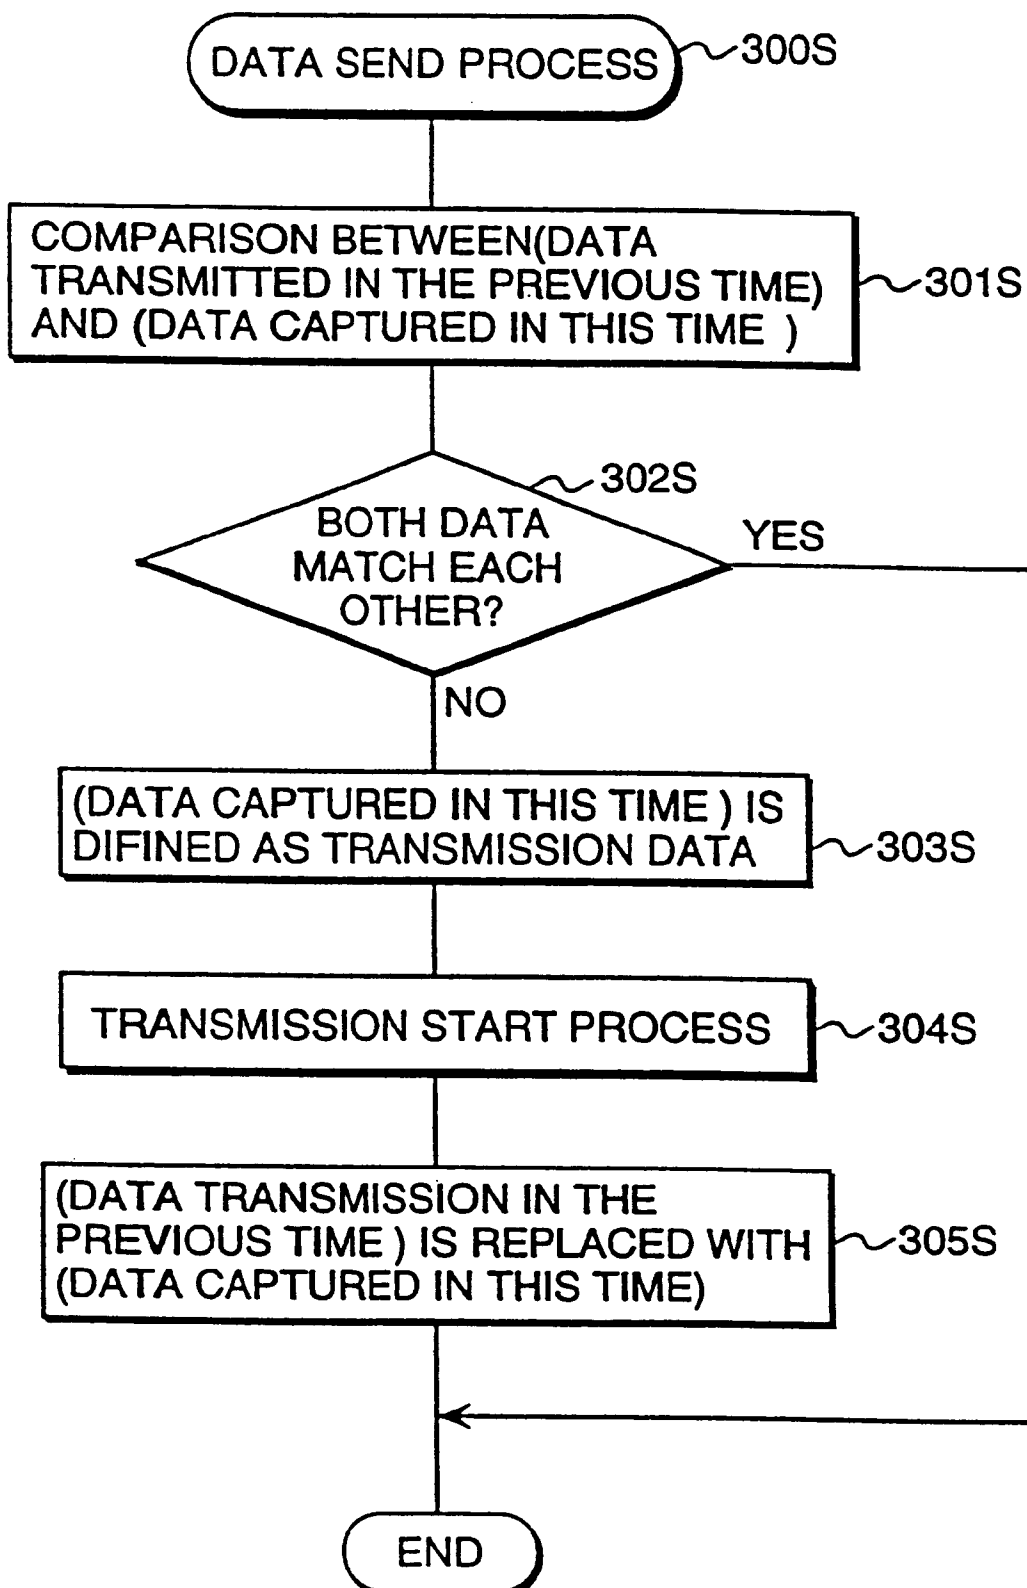 DATA SEND PROCESS
300S
COMPARISON BETWEEN(DATA
TRANSMITTED IN THE PREVIOUS TIME)
AND (DATA CAPTURED IN THIS TIME )
301S
302S
BOTH DATA
MATCH EACH
OTHER?
YES
NO
(DATA CAPTURED IN THIS TIME ) IS
DIFINED AS TRANSMISSION DATA
303S
TRANSMISSION START PROCESS
304S
(DATA TRANSMISSION IN THE
PREVIOUS TIME ) IS REPLACED WITH
(DATA CAPTURED IN THIS TIME)
305S
END